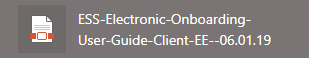 ESS-Electronic-Onboarding-
User-Guide-Client-EE--06.01.19